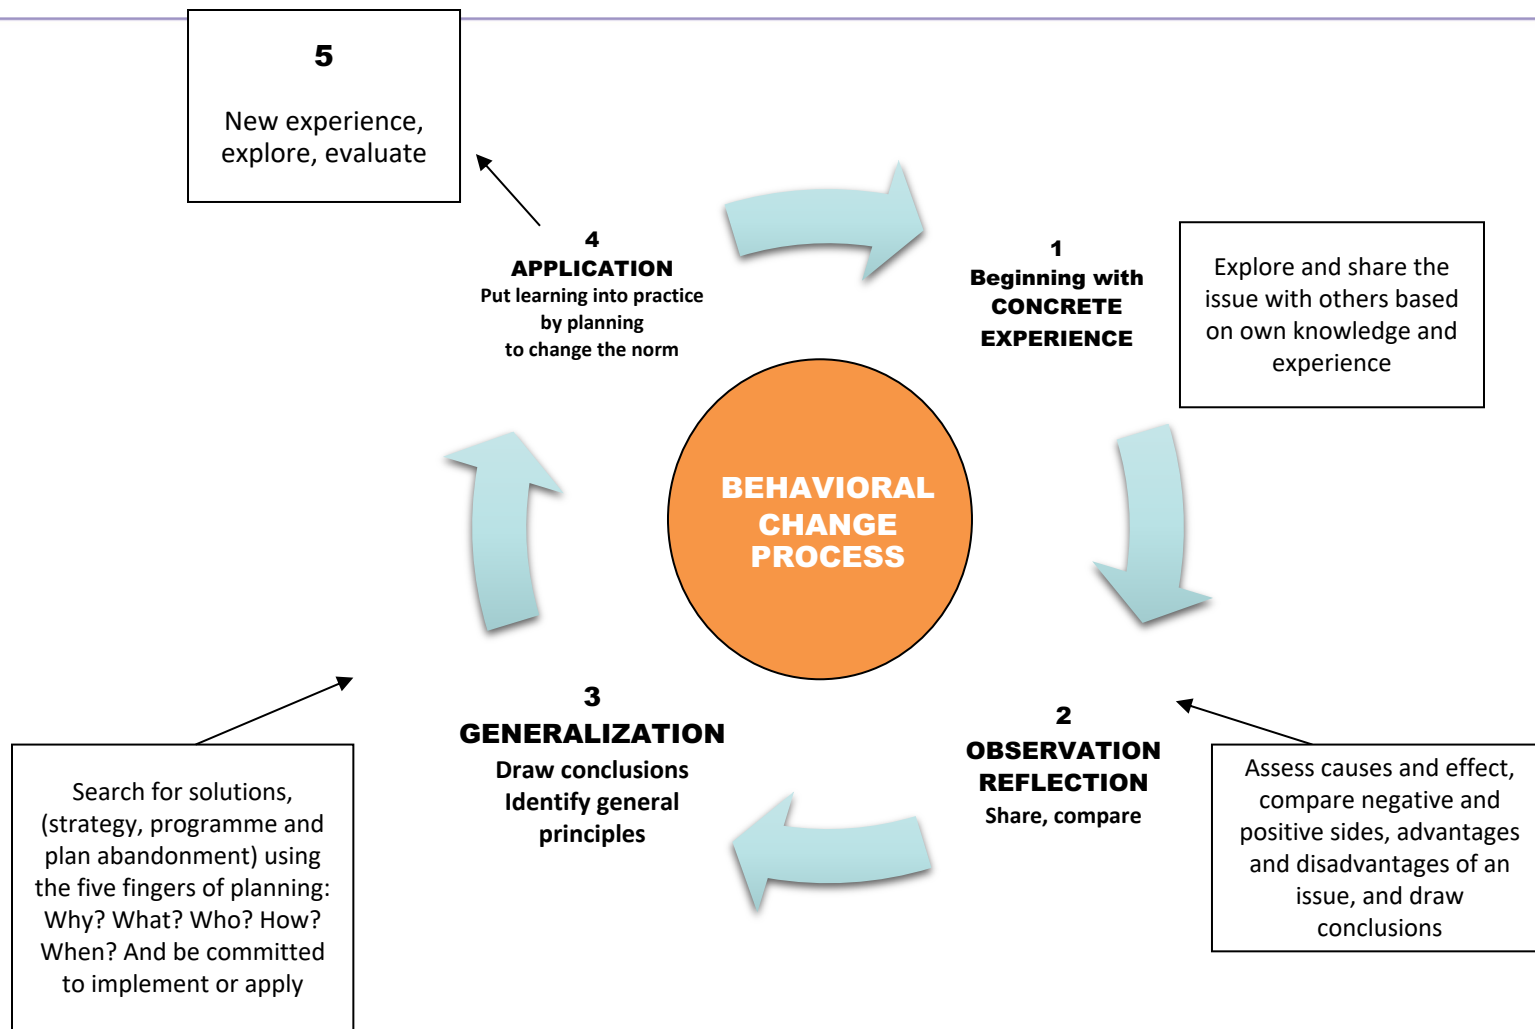 5
New experience,
explore, evaluate
4
APPLICATION
Put learning into practice
by planning
to change the norm
1
Beginning with
CONCRETE
EXPERIENCE
Explore and share the
issue with others based
on own knowledge and
experience
BEHAVIORAL
CHANGE
PROCESS
3
GENERALIZATION
Draw conclusions
Identify general
principles
2
OBSERVATION
REFLECTION
Share, compare
Search for solutions,
(strategy, programme and
plan abandonment) using
the five fingers of planning:
Why? What? Who? How?
When? And be committed
to implement or apply
Assess causes and effect,
compare negative and
positive sides, advantages
and disadvantages of an
issue, and draw
conclusions